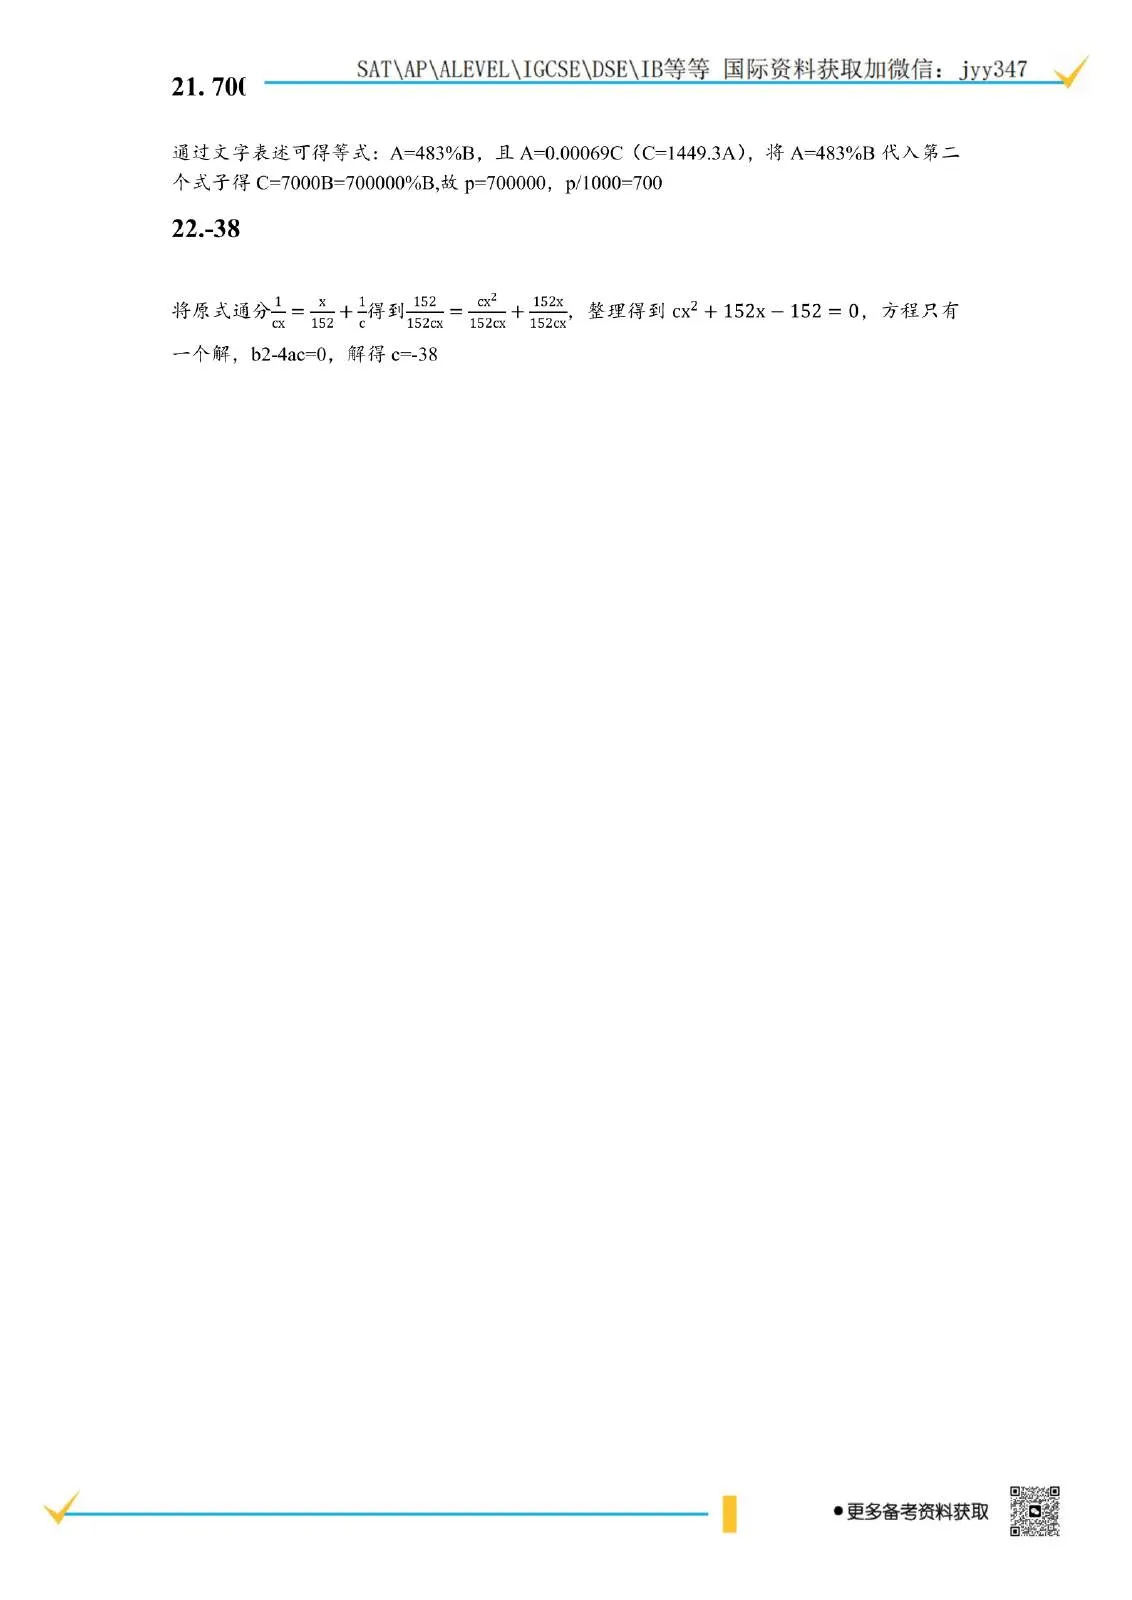 SAT\AP\ALEVEL\IGCSE\DSE\IB等等 国际资料获取加微信：jyy347
21. 700
通过文字表述可得等式：A=483%B，且 A=0.00069C（C=1449.3A），将 A=483%B 代入第二
个式子得 C=7000B=700000%B,故 p=700000，p/1000=700
22.-38
将原式通分 1/cx = x/152 + 1/c 得到 152/152cx = cx²/152cx + 152x/152cx，整理得到 cx² + 152x − 152 = 0，方程只有
一个解，b2-4ac=0，解得 c=-38
●更多备考资料获取